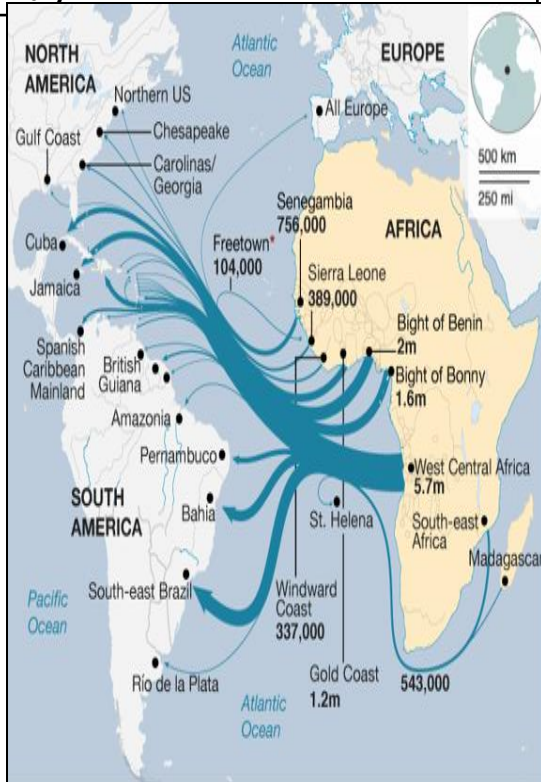 NORTH
AMERICA
Atlantic
Ocean
EUROPE
Northern US
All Europe
Chesapeake
Gulf Coast
Carolinas/
Georgia
500 km
250 mi
Senegambia
756,000
AFRICA
Freetown*
104,000
Cuba
Sierra Leone
389,000
Jamaica
Bight of Benin
2m
Spanish
Caribbean
Mainland
British
Guiana
Bight of Bonny
1.6m
Amazonia
Pernambuco
West Central Africa
5.7m
SOUTH
AMERICA
Bahia
St. Helena
South-east
Africa
Madagascar
South-east Brazil
Windward
Coast
337,000
Pacific
Ocean
Río de la Plata
Gold Coast
1.2m
543,000
Atlantic
Ocean